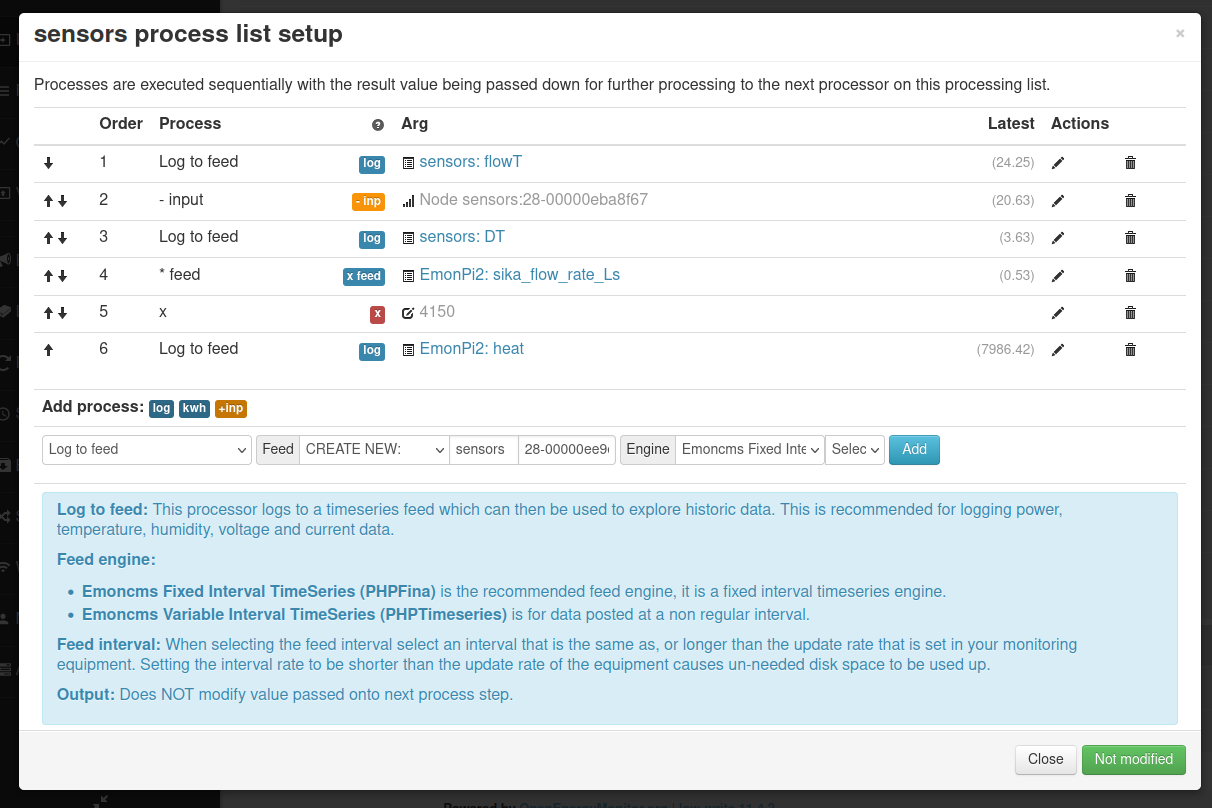 sensors process list setup
×
Processes are executed sequentially with the result value being passed down for further processing to the next processor on this processing list.
Order Process ? Arg Latest Actions
1 Log to feed log sensors: flowT (24.25)
2 - input - inp Node sensors:28-00000eba8f67 (20.63)
3 Log to feed log sensors: DT (3.63)
4 * feed x feed EmonPi2: sika_flow_rate_Ls (0.53)
5 x x 4150
6 Log to feed log EmonPi2: heat (7986.42)
Add process: log kwh +inp
Log to feed Feed CREATE NEW: sensors 28-00000ee9 Engine Emoncms Fixed Inte Selec Add
Log to feed: This processor logs to a timeseries feed which can then be used to explore historic data. This is recommended for logging power,
temperature, humidity, voltage and current data.
Feed engine:
• Emoncms Fixed Interval TimeSeries (PHPFina) is the recommended feed engine, it is a fixed interval timeseries engine.
• Emoncms Variable Interval TimeSeries (PHPTimeseries) is for data posted at a non regular interval.
Feed interval: When selecting the feed interval select an interval that is the same as, or longer than the update rate that is set in your monitoring
equipment. Setting the interval rate to be shorter than the update rate of the equipment causes un-needed disk space to be used up.
Output: Does NOT modify value passed onto next process step.
Close Not modified
Powered by OpenEnergyMonitor.org